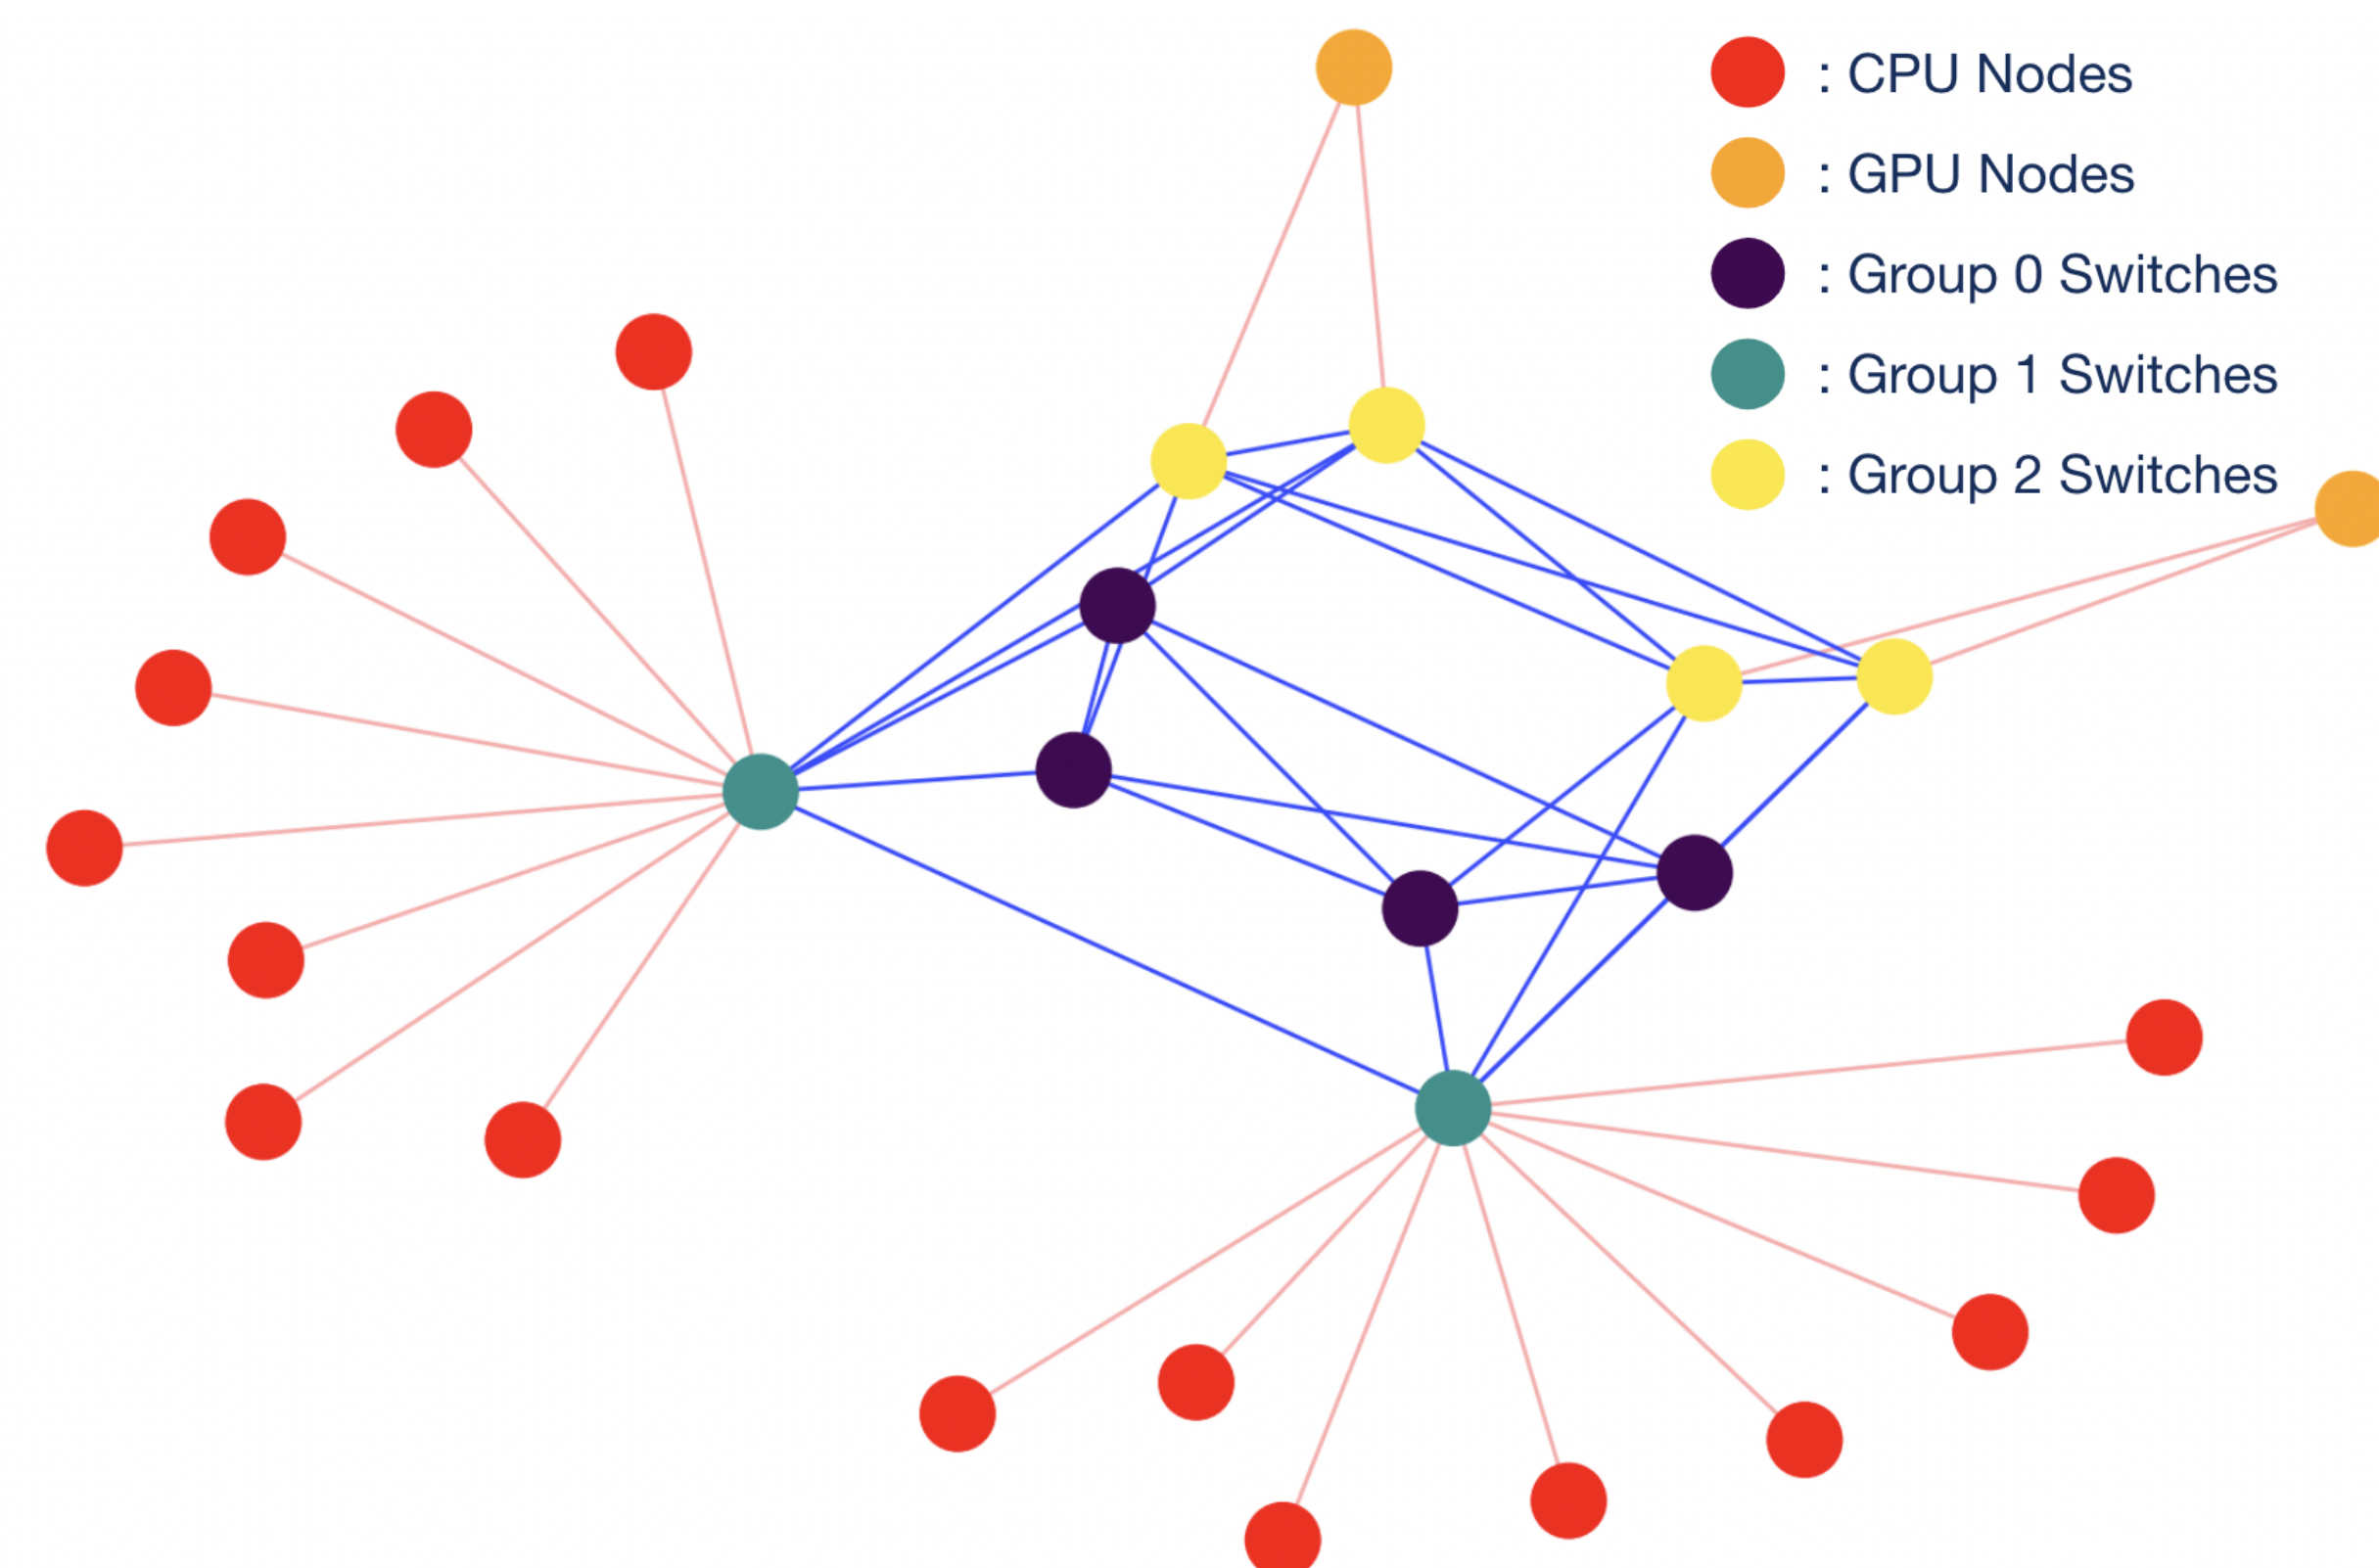 : CPU Nodes
: GPU Nodes
: Group 0 Switches
: Group 1 Switches
: Group 2 Switches